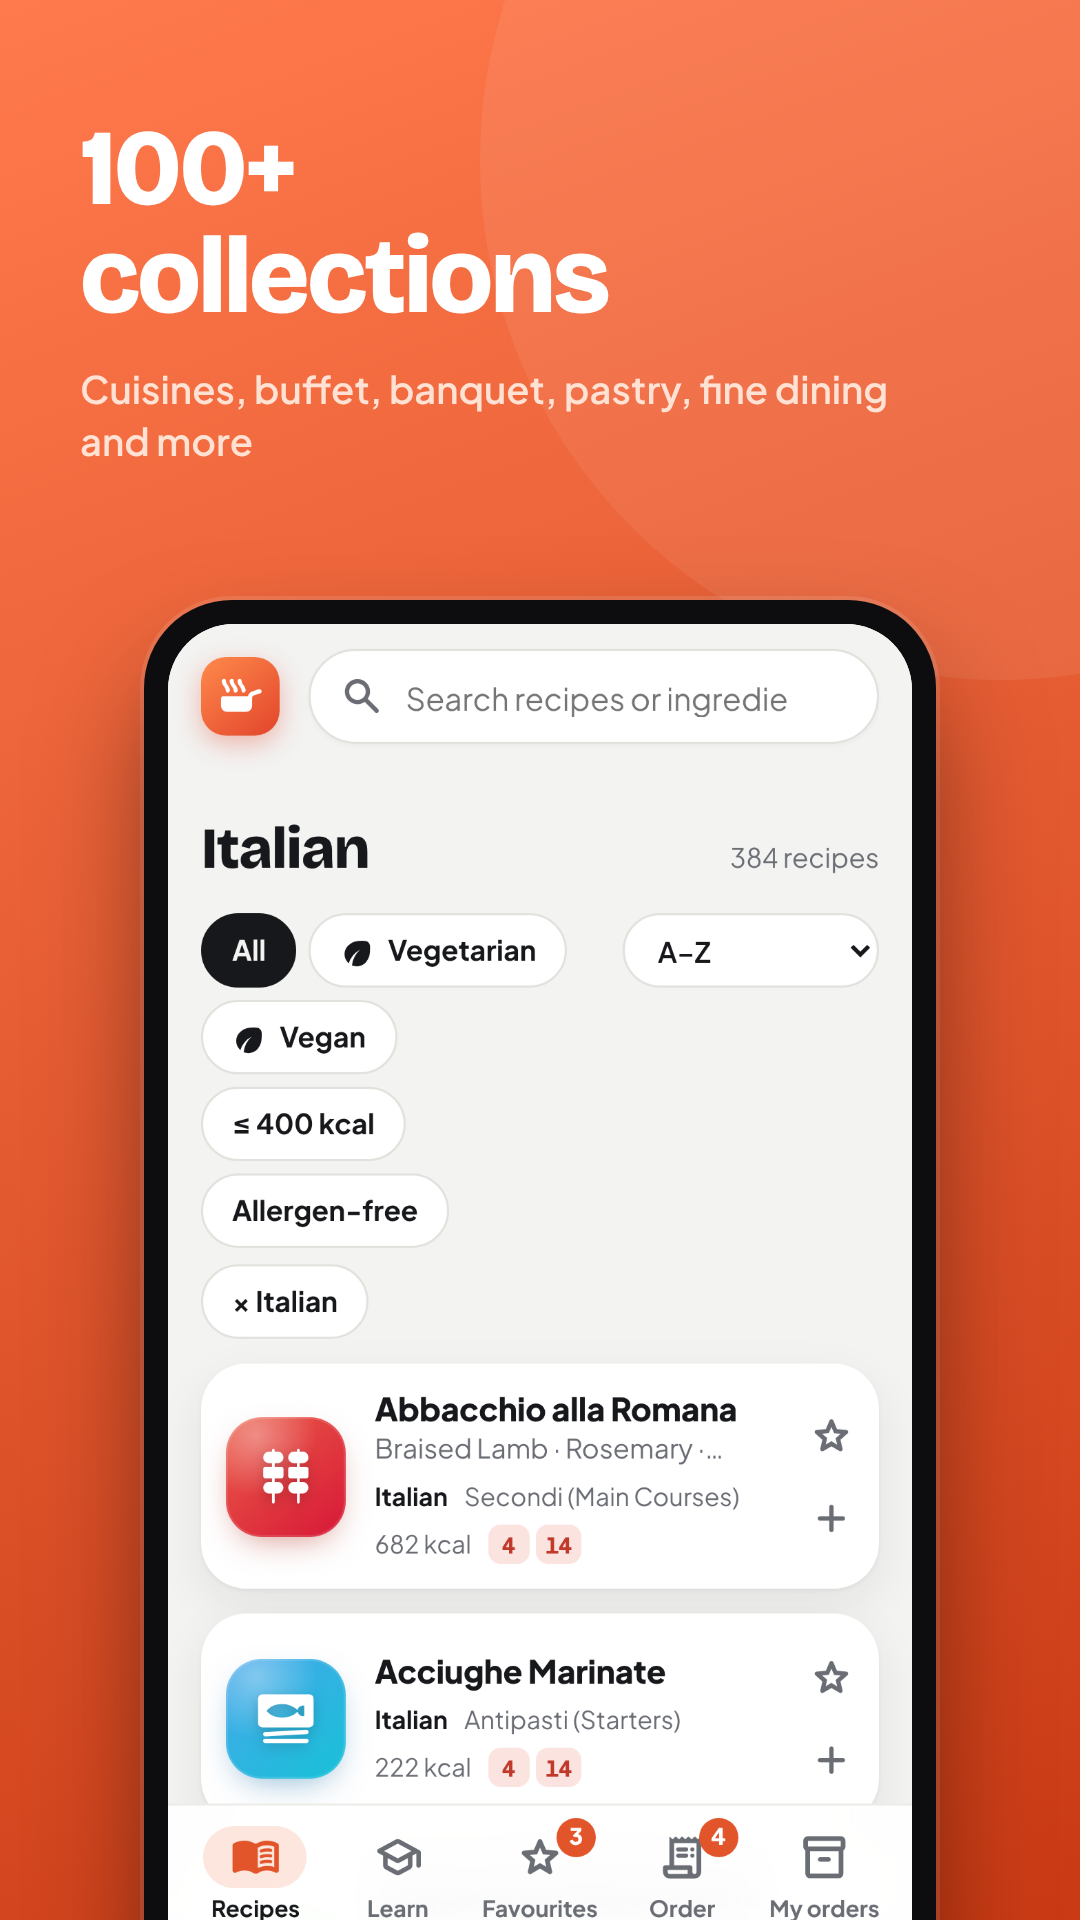 100+
collections
Cuisines, buffet, banquet, pastry, fine dining
and more
Search recipes or ingredie
Italian
384 recipes
All
Vegetarian
A–Z
Vegan
≤ 400 kcal
Allergen-free
× Italian
Abbacchio alla Romana
Braised Lamb · Rosemary ·...
Italian Secondi (Main Courses)
682 kcal 4 14
Acciughe Marinate
Italian Antipasti (Starters)
222 kcal 4 14
3
4
Recipes
Learn
Favourites
Order
My orders